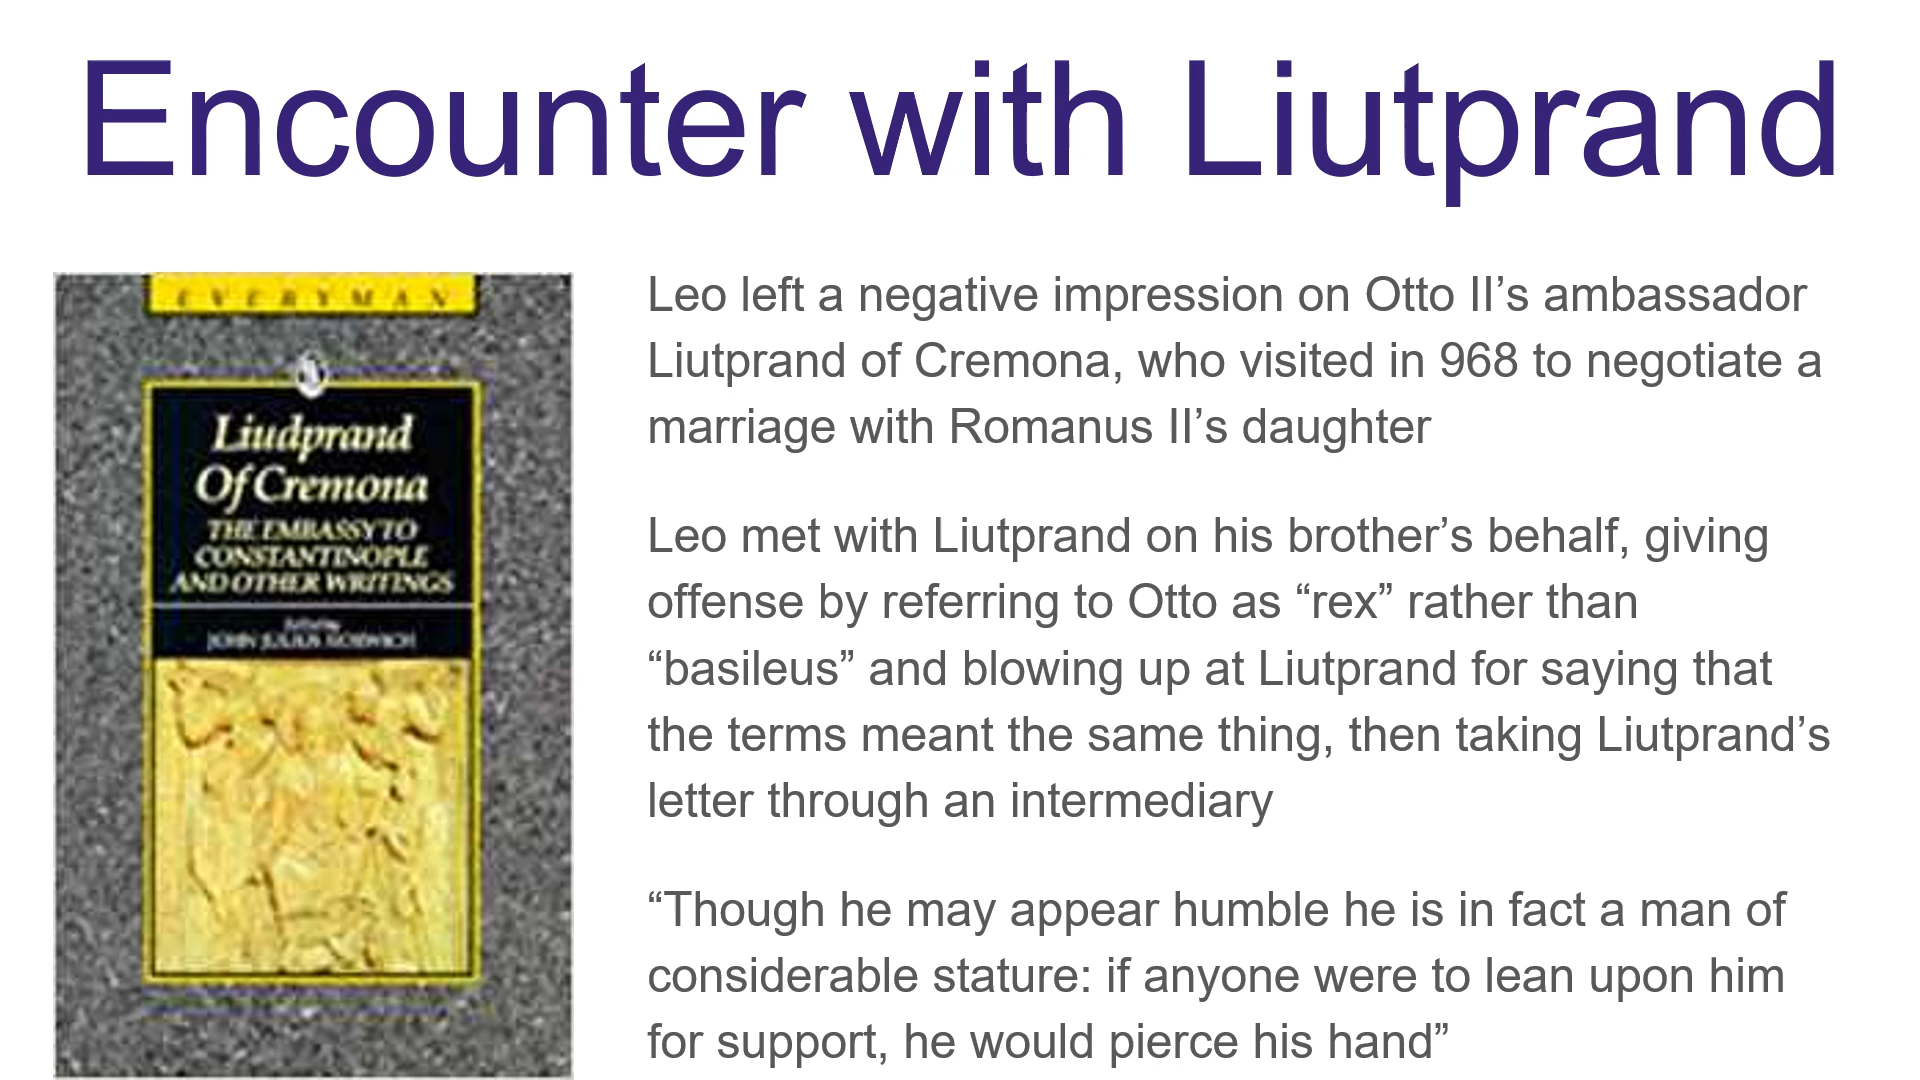 Encounter with Liutprand
EVERYMAN
Liudprand
Of Cremona
THE EMBASSY TO
CONSTANTINOPLE
AND OTHER WRITINGS
JOHN JULIUS NORWICH
Leo left a negative impression on Otto II’s ambassador
Liutprand of Cremona, who visited in 968 to negotiate a
marriage with Romanus II’s daughter
Leo met with Liutprand on his brother’s behalf, giving
offense by referring to Otto as “rex” rather than
“basileus” and blowing up at Liutprand for saying that
the terms meant the same thing, then taking Liutprand’s
letter through an intermediary
“Though he may appear humble he is in fact a man of
considerable stature: if anyone were to lean upon him
for support, he would pierce his hand”